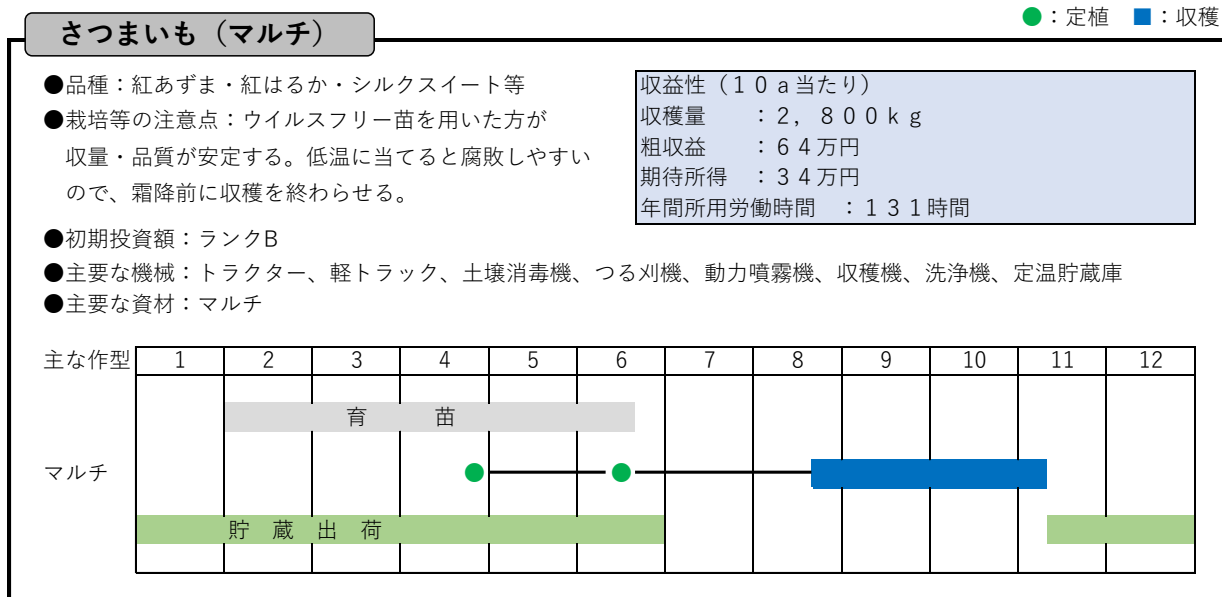 ●：定植　■：収穫
さつまいも（マルチ）
●品種：紅あずま・紅はるか・シルクスイート等
●栽培等の注意点：ウイルスフリー苗を用いた方が
収量・品質が安定する。低温に当てると腐敗しやすい
ので、霜降前に収穫を終わらせる。
収益性（１０ａ当たり）
収穫量　：２，８００ｋｇ
粗収益　：６４万円
期待所得　：３４万円
年間所用労働時間　：１３１時間
●初期投資額：ランクB
●主要な機械：トラクター、軽トラック、土壌消毒機、つる刈機、動力噴霧機、収穫機、洗浄機、定温貯蔵庫
●主要な資材：マルチ
主な作型 1 2 3 4 5 6 7 8 9 10 11 12
育　苗
マルチ
貯　蔵　出　荷